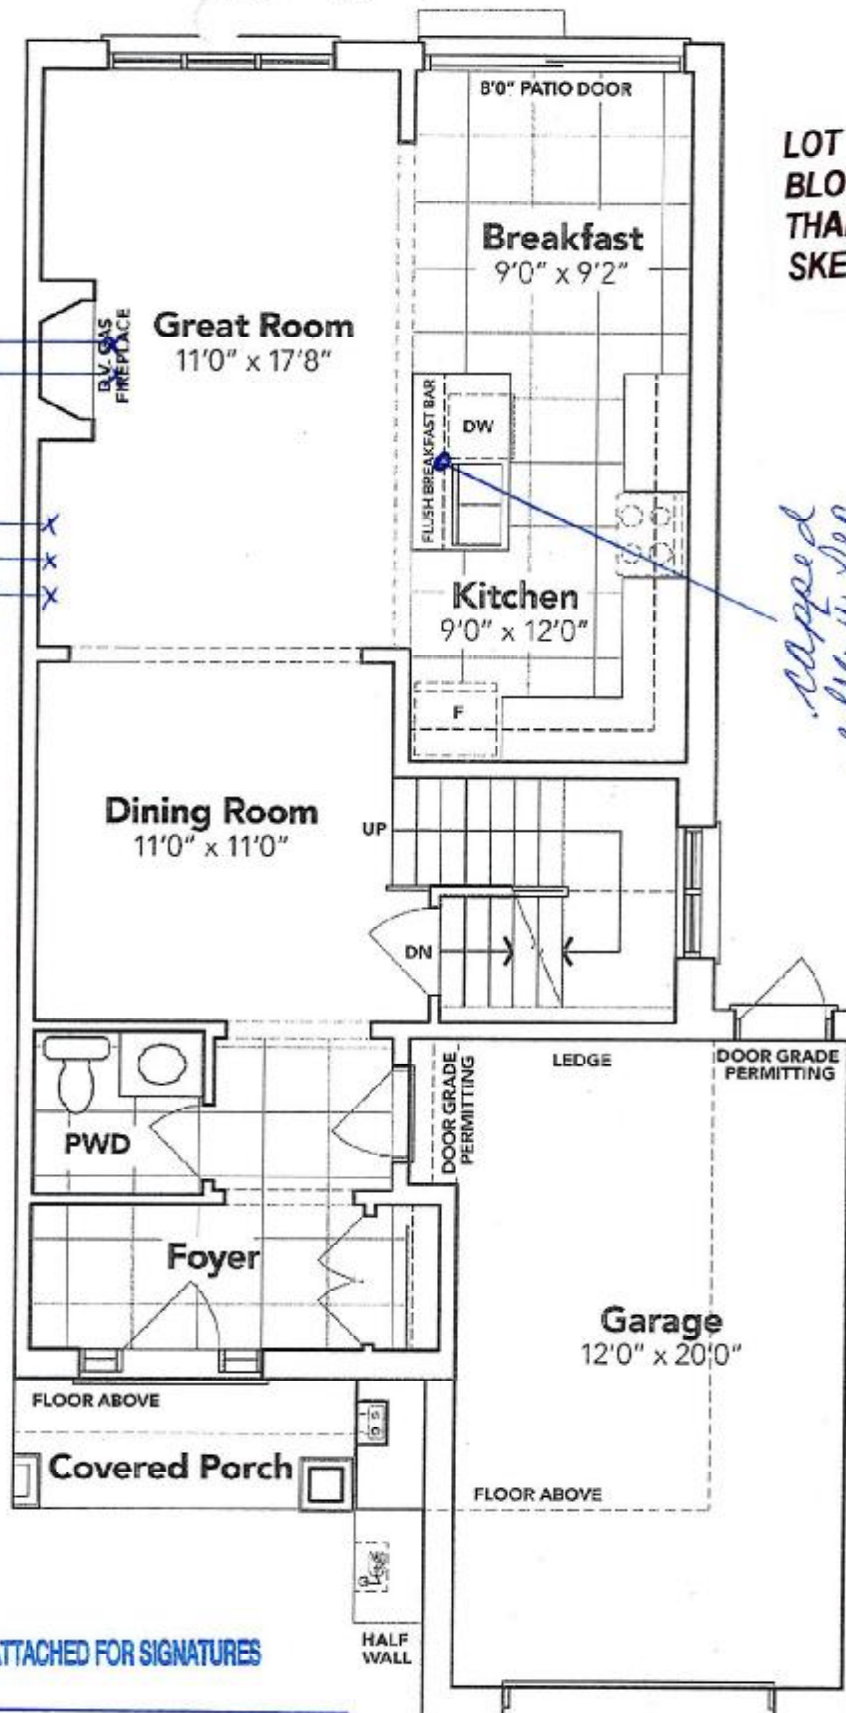 8'0" PATIO DOOR
LOT
BLO
THA
SKE
Breakfast
9'0" x 9'2"
Great Room
11'0" x 17'8"
D.V. GAS
FIREPLACE
FLUSH BREAKFAST BAR
DW
capped
Kitchen
9'0" x 12'0"
F
Dining Room
11'0" x 11'0"
UP
DN
LEDGE
DOOR GRADE
PERMITTING
DOOR GRADE
PERMITTING
PWD
Foyer
Garage
12'0" x 20'0"
FLOOR ABOVE
Covered Porch
FLOOR ABOVE
HALF
WALL
ATTACHED FOR SIGNATURES